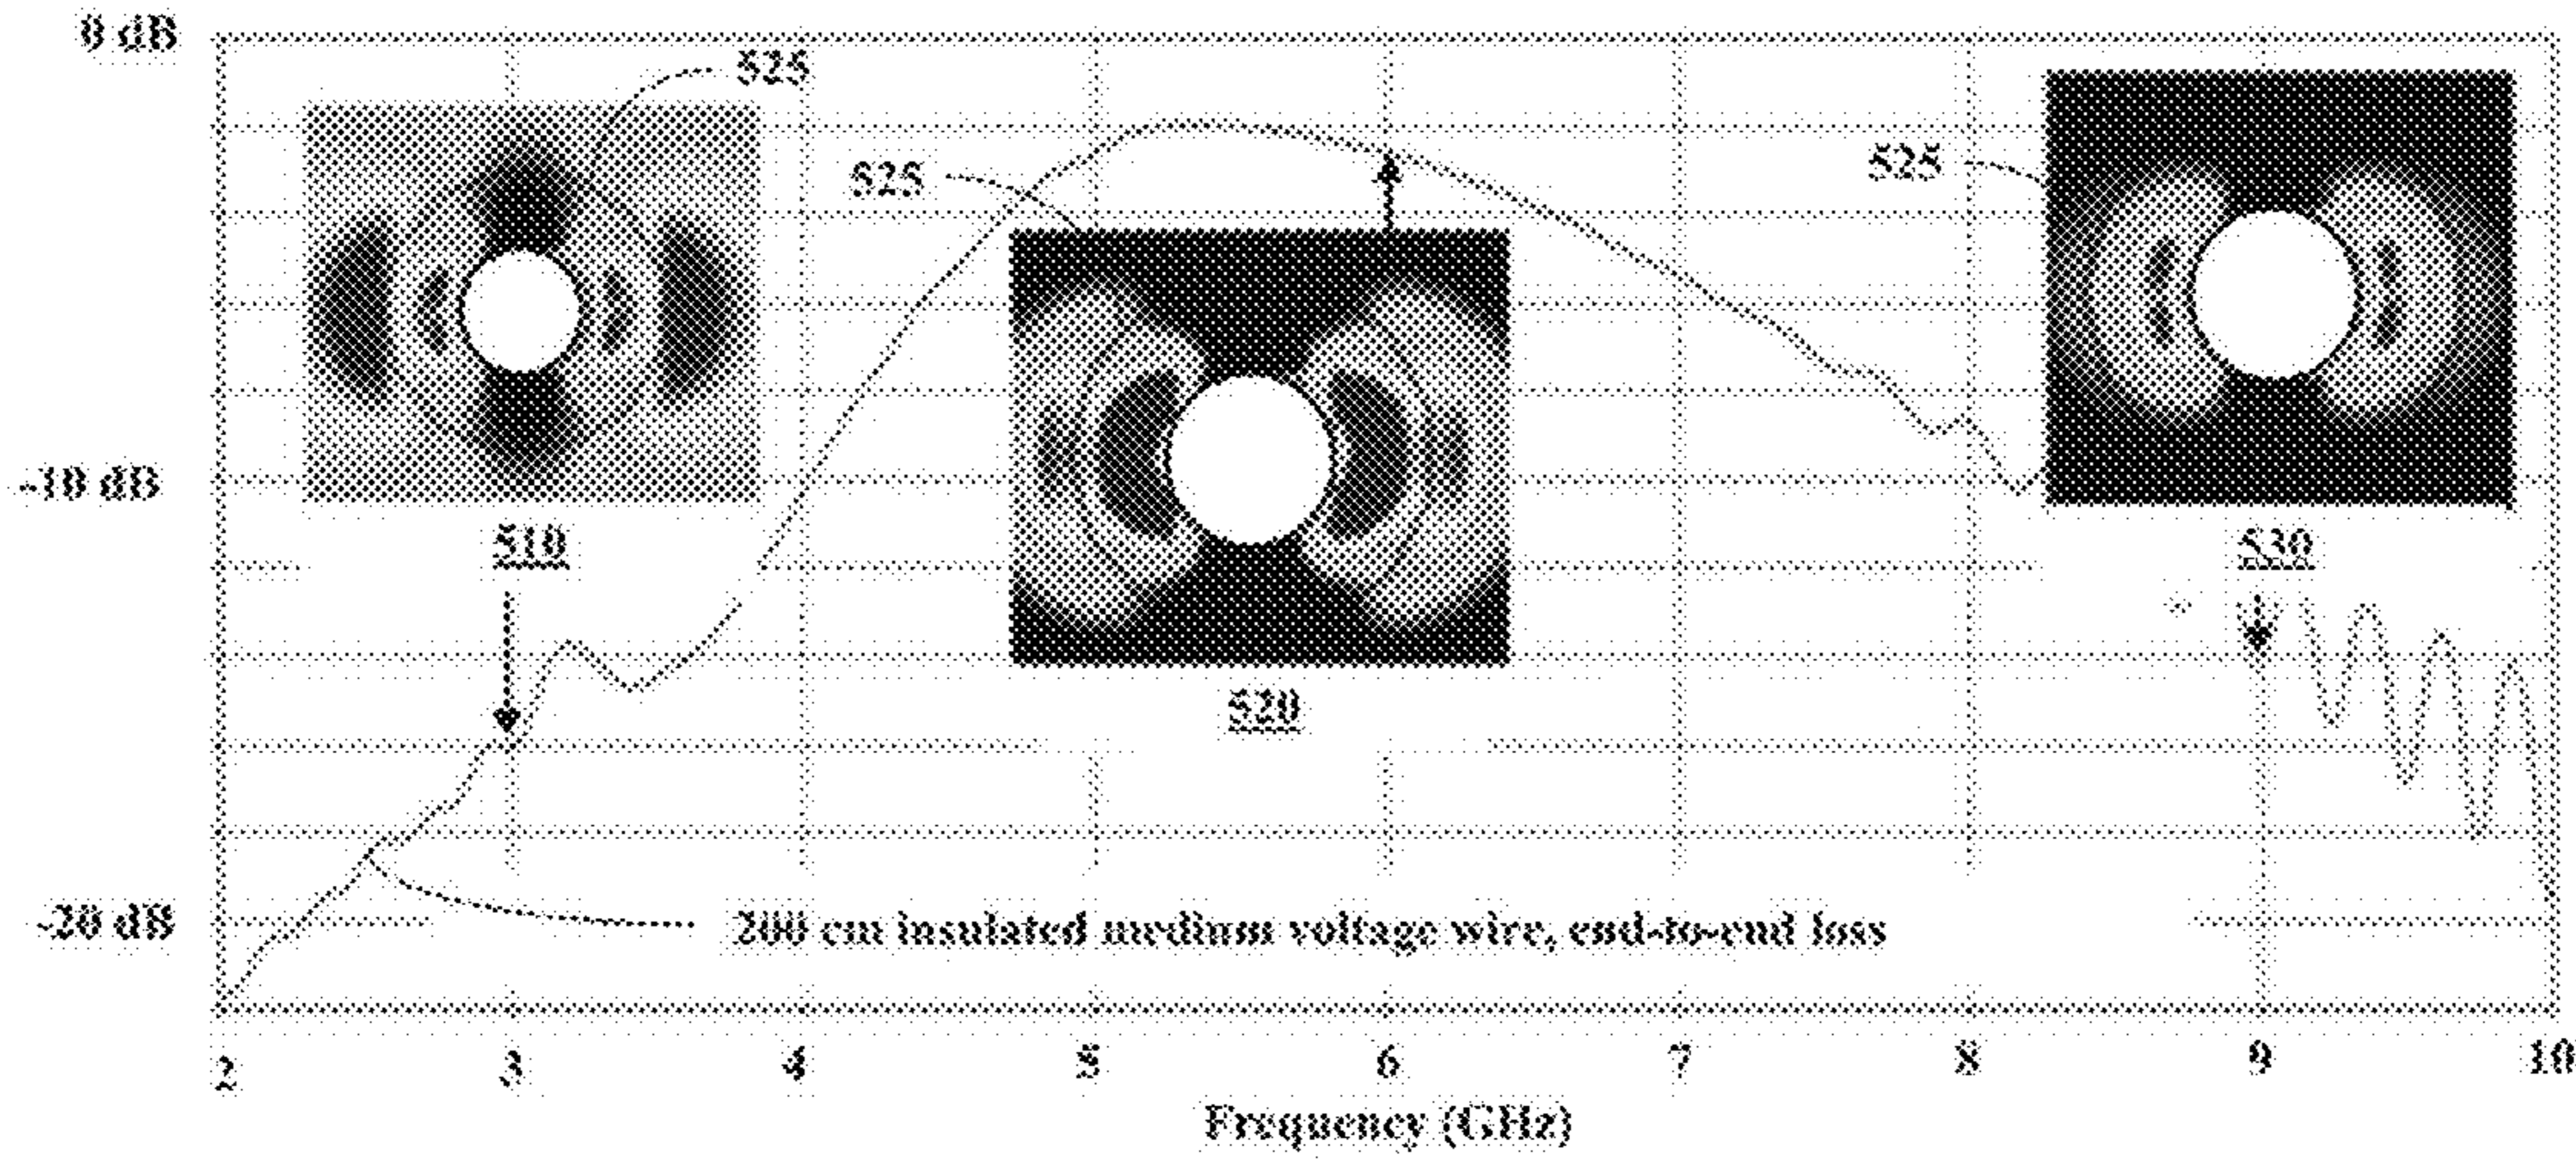 0 dB
525
525
525
-10 dB
510
530
520
-20 dB
200 cm insulated medium voltage wire, end-to-end loss
2 3 4 5 6 7 8 9 10
Frequency (GHz)